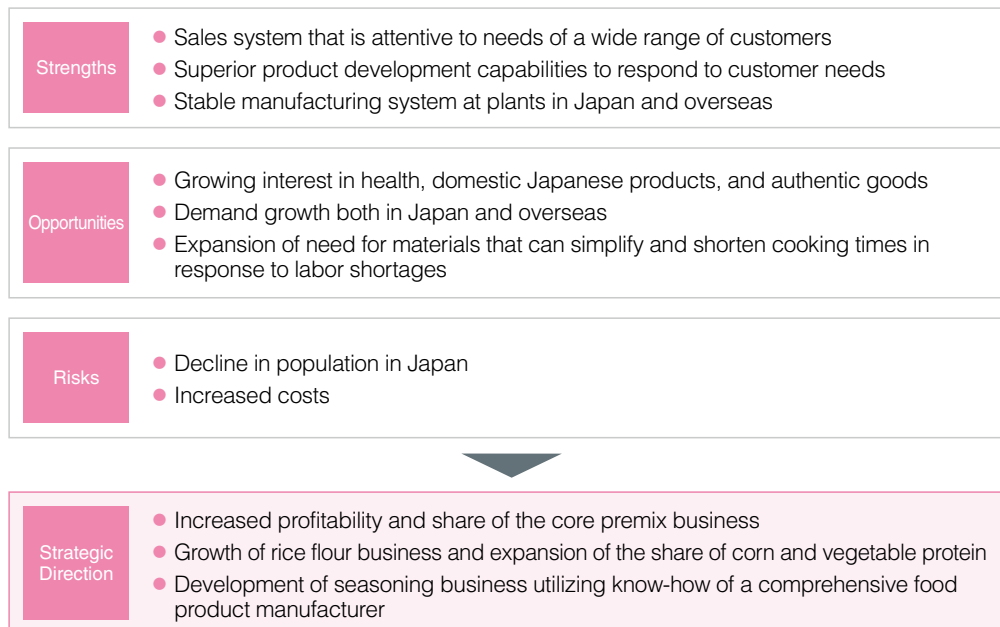 Strengths
● Sales system that is attentive to needs of a wide range of customers
● Superior product development capabilities to respond to customer needs
● Stable manufacturing system at plants in Japan and overseas
Opportunities
● Growing interest in health, domestic Japanese products, and authentic goods
● Demand growth both in Japan and overseas
● Expansion of need for materials that can simplify and shorten cooking times in
response to labor shortages
Risks
● Decline in population in Japan
● Increased costs
Strategic
Direction
● Increased profitability and share of the core premix business
● Growth of rice flour business and expansion of the share of corn and vegetable protein
● Development of seasoning business utilizing know-how of a comprehensive food
product manufacturer